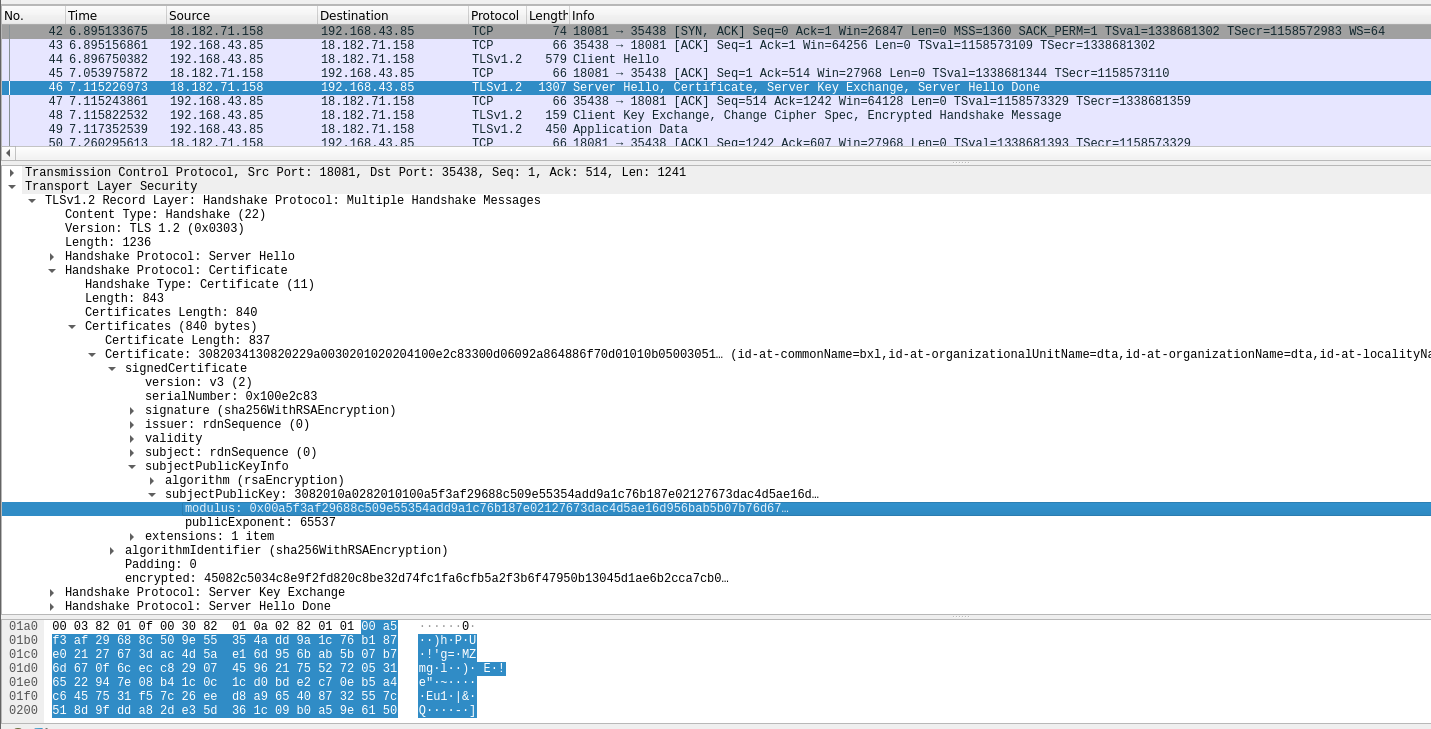 No. Time Source Destination Protocol Length Info
42 6.895133675 18.182.71.158 192.168.43.85 TCP 74 18081 → 35438 [SYN, ACK] Seq=0 Ack=1 Win=26847 Len=0 MSS=1360 SACK_PERM=1 TSval=1338681302 TSecr=1158572983 WS=64
43 6.895156861 192.168.43.85 18.182.71.158 TCP 66 35438 → 18081 [ACK] Seq=1 Ack=1 Win=64256 Len=0 TSval=1158573109 TSecr=1338681302
44 6.896750382 192.168.43.85 18.182.71.158 TLSv1.2 579 Client Hello
45 7.053975872 18.182.71.158 192.168.43.85 TCP 66 18081 → 35438 [ACK] Seq=1 Ack=514 Win=27968 Len=0 TSval=1338681344 TSecr=1158573110
46 7.115226973 18.182.71.158 192.168.43.85 TLSv1.2 1307 Server Hello, Certificate, Server Key Exchange, Server Hello Done
47 7.115243861 192.168.43.85 18.182.71.158 TCP 66 35438 → 18081 [ACK] Seq=514 Ack=1242 Win=64128 Len=0 TSval=1158573329 TSecr=1338681359
48 7.115822532 192.168.43.85 18.182.71.158 TLSv1.2 159 Client Key Exchange, Change Cipher Spec, Encrypted Handshake Message
49 7.117352539 192.168.43.85 18.182.71.158 TLSv1.2 450 Application Data
50 7.260295613 18.182.71.158 192.168.43.85 TCP 66 18081 → 35438 [ACK] Seq=1242 Ack=607 Win=27968 Len=0 TSval=1338681393 TSecr=1158573329
Transmission Control Protocol, Src Port: 18081, Dst Port: 35438, Seq: 1, Ack: 514, Len: 1241
Transport Layer Security
TLSv1.2 Record Layer: Handshake Protocol: Multiple Handshake Messages
Content Type: Handshake (22)
Version: TLS 1.2 (0x0303)
Length: 1236
Handshake Protocol: Server Hello
Handshake Protocol: Certificate
Handshake Type: Certificate (11)
Length: 843
Certificates Length: 840
Certificates (840 bytes)
Certificate Length: 837
Certificate: 3082034130820229a0030201020204100e2c83300d06092a864886f70d01010b05003051… (id-at-commonName=bxl,id-at-organizationalUnitName=dta,id-at-organizationName=dta,id-at-localityNa
signedCertificate
version: v3 (2)
serialNumber: 0x100e2c83
signature (sha256WithRSAEncryption)
issuer: rdnSequence (0)
validity
subject: rdnSequence (0)
subjectPublicKeyInfo
algorithm (rsaEncryption)
subjectPublicKey: 3082010a0282010100a5f3af29688c509e55354add9a1c76b187e02127673dac4d5ae16d…
modulus: 0x00a5f3af29688c509e55354add9a1c76b187e02127673dac4d5ae16d956bab5b07b76d67…
publicExponent: 65537
extensions: 1 item
algorithmIdentifier (sha256WithRSAEncryption)
Padding: 0
encrypted: 45082c5034c8e9f2fd820c8be32d74fc1fa6cfb5a2f3b6f47950b13045d1ae6b2cca7cb0…
Handshake Protocol: Server Key Exchange
Handshake Protocol: Server Hello Done
01a0 00 03 82 01 0f 00 30 82 01 0a 02 82 01 01 00 a5 ······0·
01b0 f3 af 29 68 8c 50 9e 55 35 4a dd 9a 1c 76 b1 87 ··)h·P·U
01c0 e0 21 27 67 3d ac 4d 5a e1 6d 95 6b ab 5b 07 b7 ·!'g=·MZ
01d0 6d 67 0f 6c ec c8 29 07 45 96 21 75 52 72 05 31 mg·l··)· E·!
01e0 65 22 94 7e 08 b4 1c 0c 1c d0 bd e2 c7 0e b5 a4 e"·~····
01f0 c6 45 75 31 f5 7c 26 ee d8 a9 65 40 87 32 55 7c ·Eu1·|&·
0200 51 8d 9f dd a8 2d e3 5d 36 1c 09 b0 a5 9e 61 50 Q····-·]